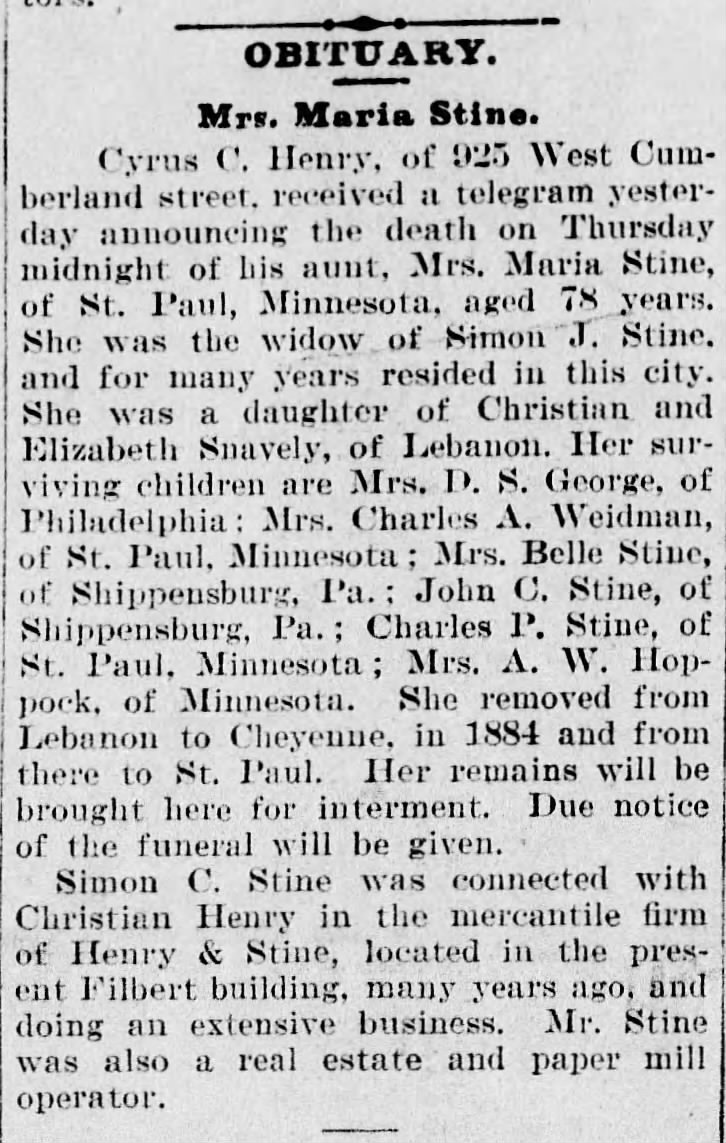 OBITUARY.
Mrs. Maria Stine.
Cyrus C. Henry, of 925 West Cum-
berland street, received a telegram yester-
day announcing the death on Thursday
midnight of his aunt, Mrs. Maria Stine,
of St. Paul, Minnesota, aged 78 years.
She was the widow of Simon J. Stine,
and for many years resided in this city.
She was a daughter of Christian and
Elizabeth Snavely, of Lebanon. Her sur-
viving children are Mrs. D. S. George, of
Philadelphia; Mrs. Charles A. Weidman,
of St. Paul, Minnesota; Mrs. Belle Stine,
of Shippensburg, Pa.; John C. Stine, of
Shippensburg, Pa.; Charles P. Stine, of
St. Paul, Minnesota; Mrs. A. W. Hop-
pock, of Minnesota. She removed from
Lebanon to Cheyenne, in 1884 and from
there to St. Paul. Her remains will be
brought here for interment. Due notice
of the funeral will be given.
Simon C. Stine was connected with
Christian Henry in the mercantile firm
of Henry & Stine, located in the pres-
ent Filbert building, many years ago, and
doing an extensive business. Mr. Stine
was also a real estate and paper mill
operator.